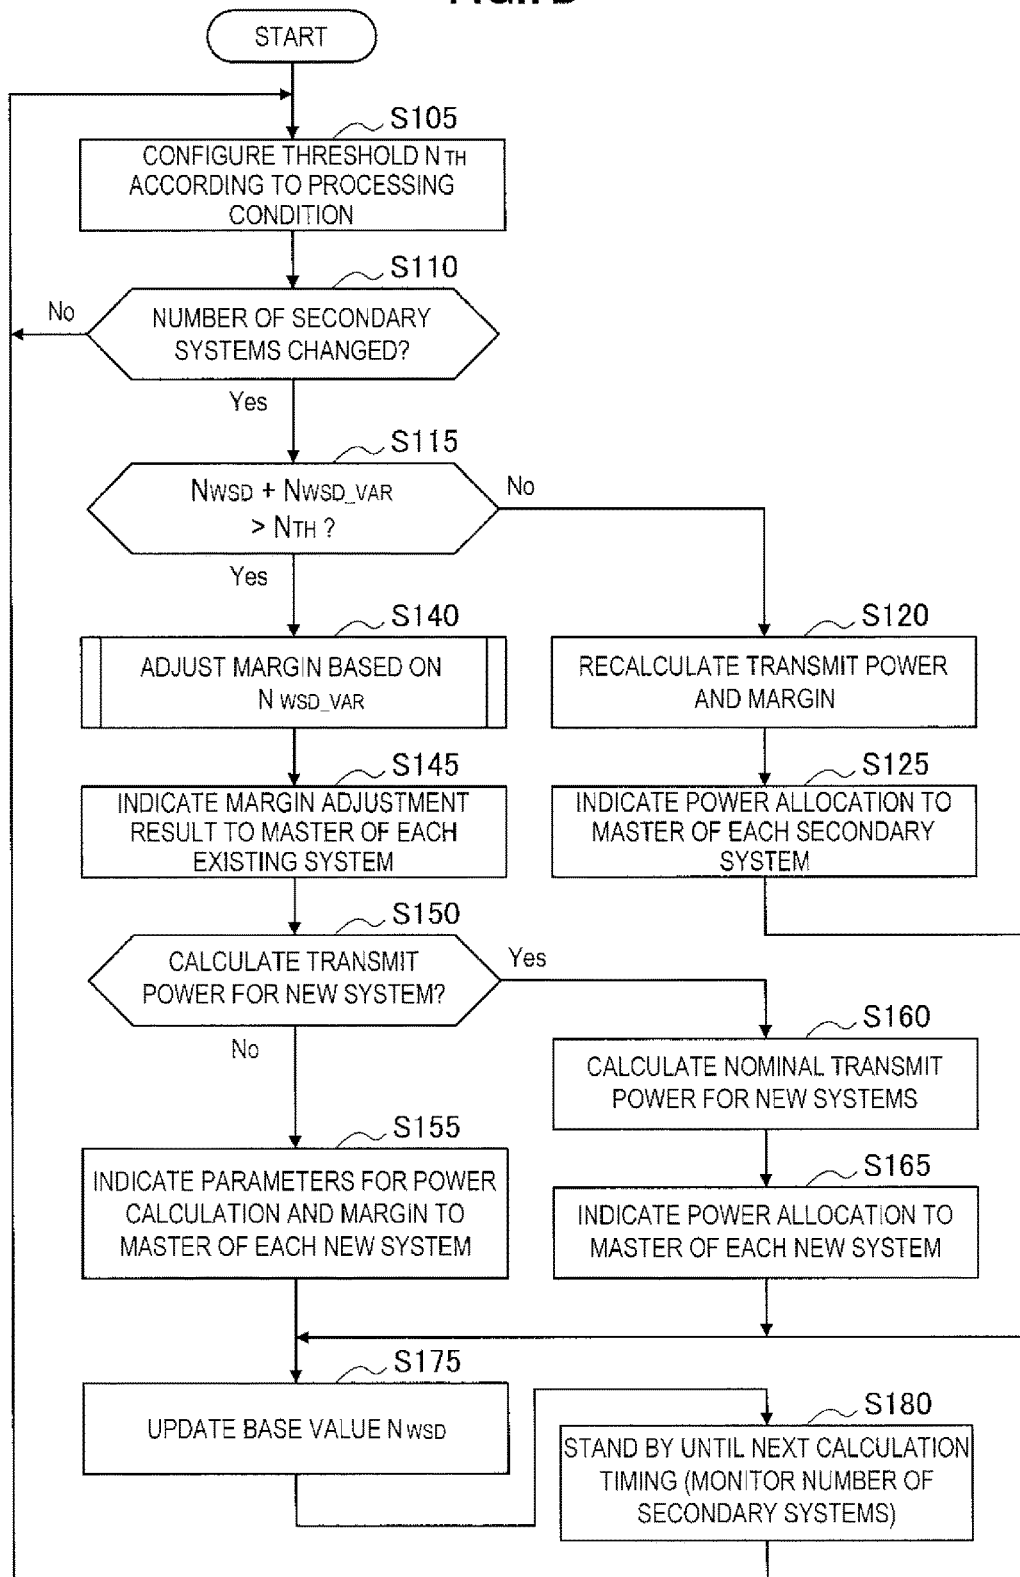 START
S105
CONFIGURE THRESHOLD NTH
ACCORDING TO PROCESSING
CONDITION
S110
No
NUMBER OF SECONDARY
SYSTEMS CHANGED?
Yes
S115
NWSD + NWSD_VAR
> NTH ?
No
Yes
S140
ADJUST MARGIN BASED ON
N WSD_VAR
S120
RECALCULATE TRANSMIT POWER
AND MARGIN
S145
INDICATE MARGIN ADJUSTMENT
RESULT TO MASTER OF EACH
EXISTING SYSTEM
S125
INDICATE POWER ALLOCATION TO
MASTER OF EACH SECONDARY
SYSTEM
S150
CALCULATE TRANSMIT
POWER FOR NEW SYSTEM?
Yes
No
S160
CALCULATE NOMINAL TRANSMIT
POWER FOR NEW SYSTEMS
S155
INDICATE PARAMETERS FOR POWER
CALCULATION AND MARGIN TO
MASTER OF EACH NEW SYSTEM
S165
INDICATE POWER ALLOCATION TO
MASTER OF EACH NEW SYSTEM
S175
UPDATE BASE VALUE NWSD
S180
STAND BY UNTIL NEXT CALCULATION
TIMING (MONITOR NUMBER OF
SECONDARY SYSTEMS)